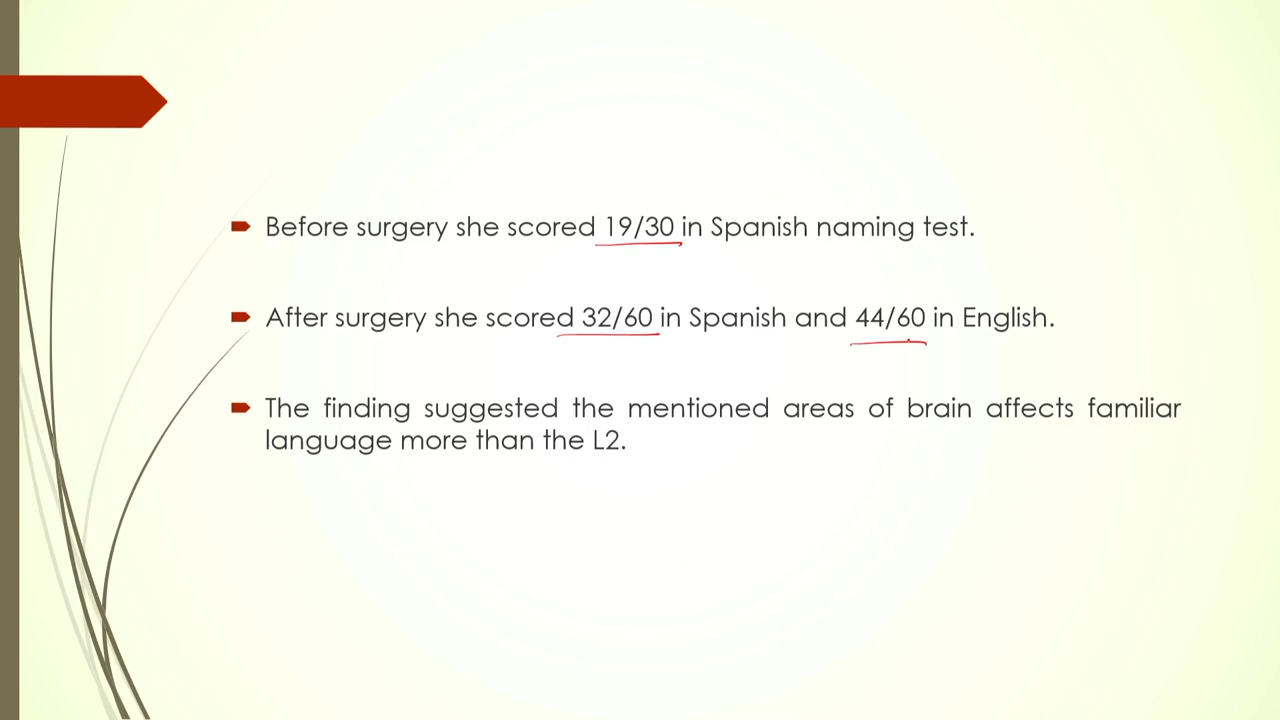 Before surgery she scored 19/30 in Spanish naming test.
After surgery she scored 32/60 in Spanish and 44/60 in English.
The finding suggested the mentioned areas of brain affects familiar
language more than the L2.